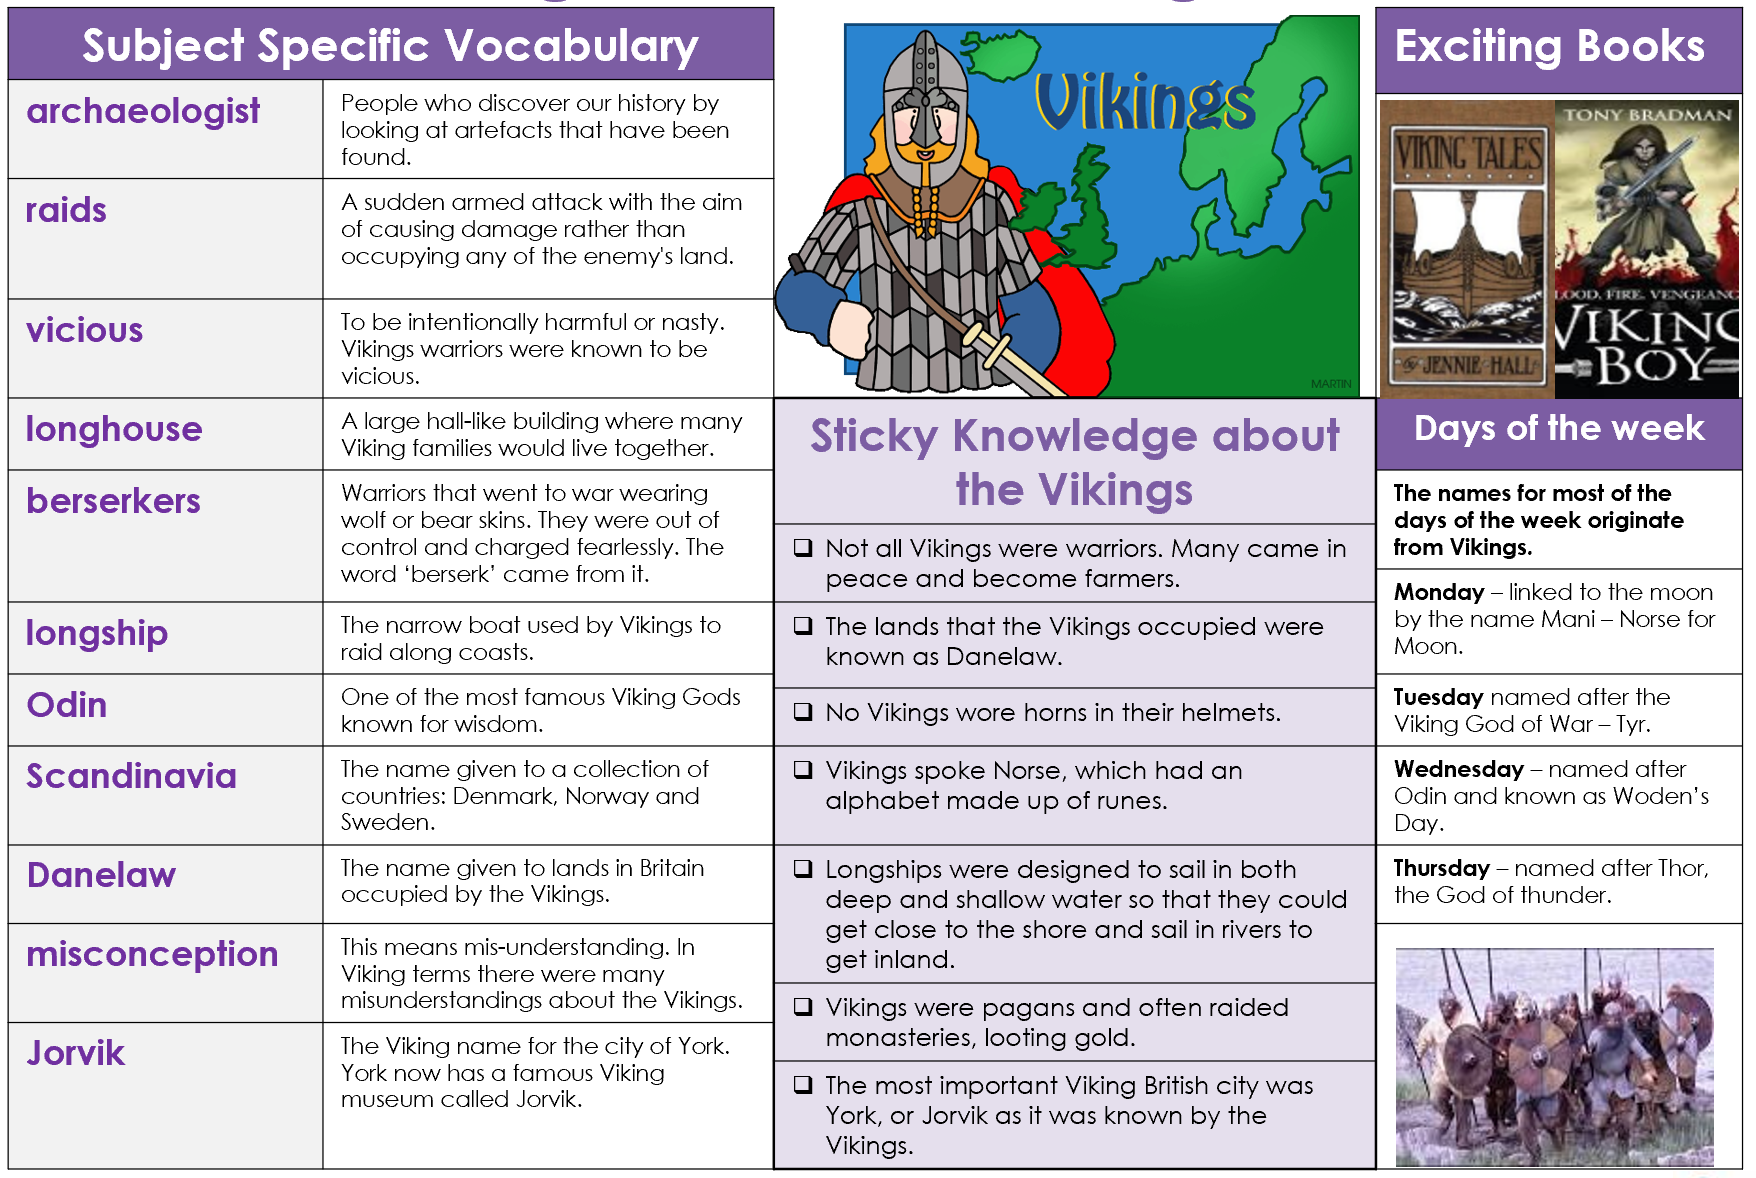 Subject Specific Vocabulary
archaeologist
People who discover our history by
looking at artefacts that have been
found.
raids
A sudden armed attack with the aim
of causing damage rather than
occupying any of the enemy's land.
vicious
To be intentionally harmful or nasty.
Vikings warriors were known to be
vicious.
longhouse
A large hall-like building where many
Viking families would live together.
berserkers
Warriors that went to war wearing
wolf or bear skins. They were out of
control and charged fearlessly. The
word ‘berserk’ came from it.
longship
The narrow boat used by Vikings to
raid along coasts.
Odin
One of the most famous Viking Gods
known for wisdom.
Scandinavia
The name given to a collection of
countries: Denmark, Norway and
Sweden.
Danelaw
The name given to lands in Britain
occupied by the Vikings.
misconception
This means mis-understanding. In
Viking terms there were many
misunderstandings about the Vikings.
Jorvik
The Viking name for the city of York.
York now has a famous Viking
museum called Jorvik.
Vikings
MARTIN
Sticky Knowledge about
the Vikings
❑ Not all Vikings were warriors. Many came in
peace and become farmers.
❑ The lands that the Vikings occupied were
known as Danelaw.
❑ No Vikings wore horns in their helmets.
❑ Vikings spoke Norse, which had an
alphabet made up of runes.
❑ Longships were designed to sail in both
deep and shallow water so that they could
get close to the shore and sail in rivers to
get inland.
❑ Vikings were pagans and often raided
monasteries, looting gold.
❑ The most important Viking British city was
York, or Jorvik as it was known by the
Vikings.
Exciting Books
VIKING TALES
BY JENNIE HALL
TONY BRADMAN
LOOD, FIRE, VENGEANC
VIKING
BOY
Days of the week
The names for most of the
days of the week originate
from Vikings.
Monday – linked to the moon
by the name Mani – Norse for
Moon.
Tuesday named after the
Viking God of War – Tyr.
Wednesday – named after
Odin and known as Woden’s
Day.
Thursday – named after Thor,
the God of thunder.